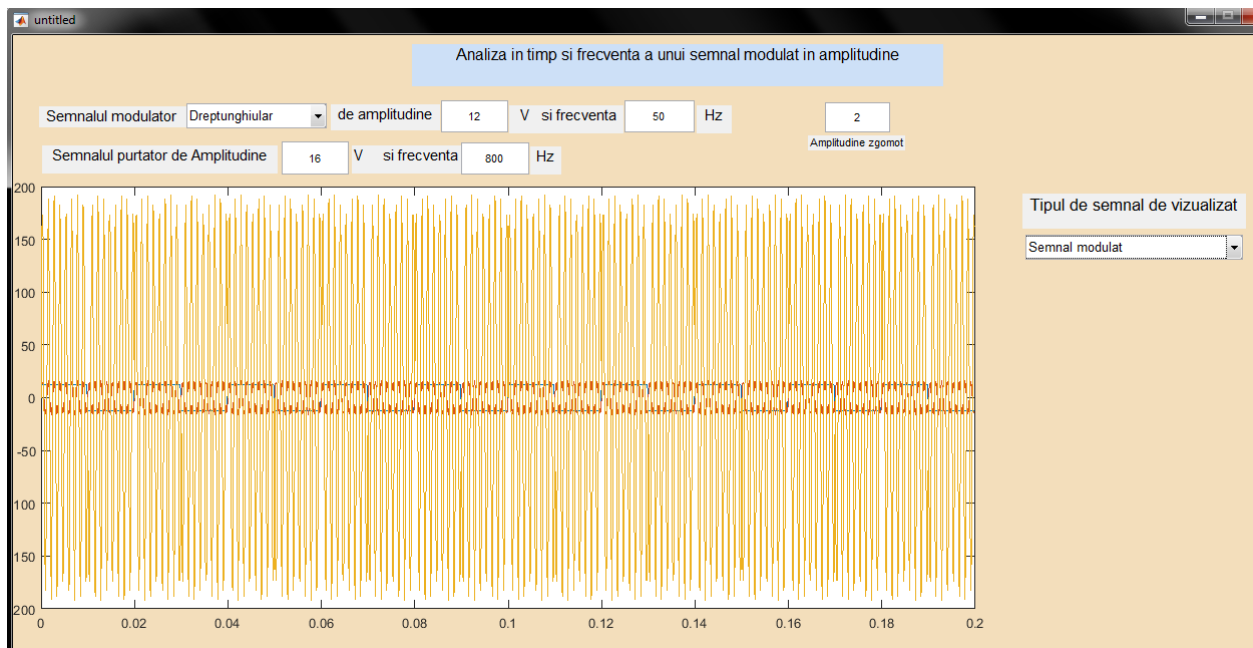 untitled
Analiza in timp si frecventa a unui semnal modulat in amplitudine
Semnalul modulator Dreptunghiular de amplitudine 12 V si frecventa 50 Hz 2
Amplitudine zgomot
Semnalul purtator de Amplitudine 16 V si frecventa 800 Hz
Tipul de semnal de vizualizat
Semnal modulat
200
150
100
50
0
-50
100
150
200
0 0.02 0.04 0.06 0.08 0.1 0.12 0.14 0.16 0.18 0.2